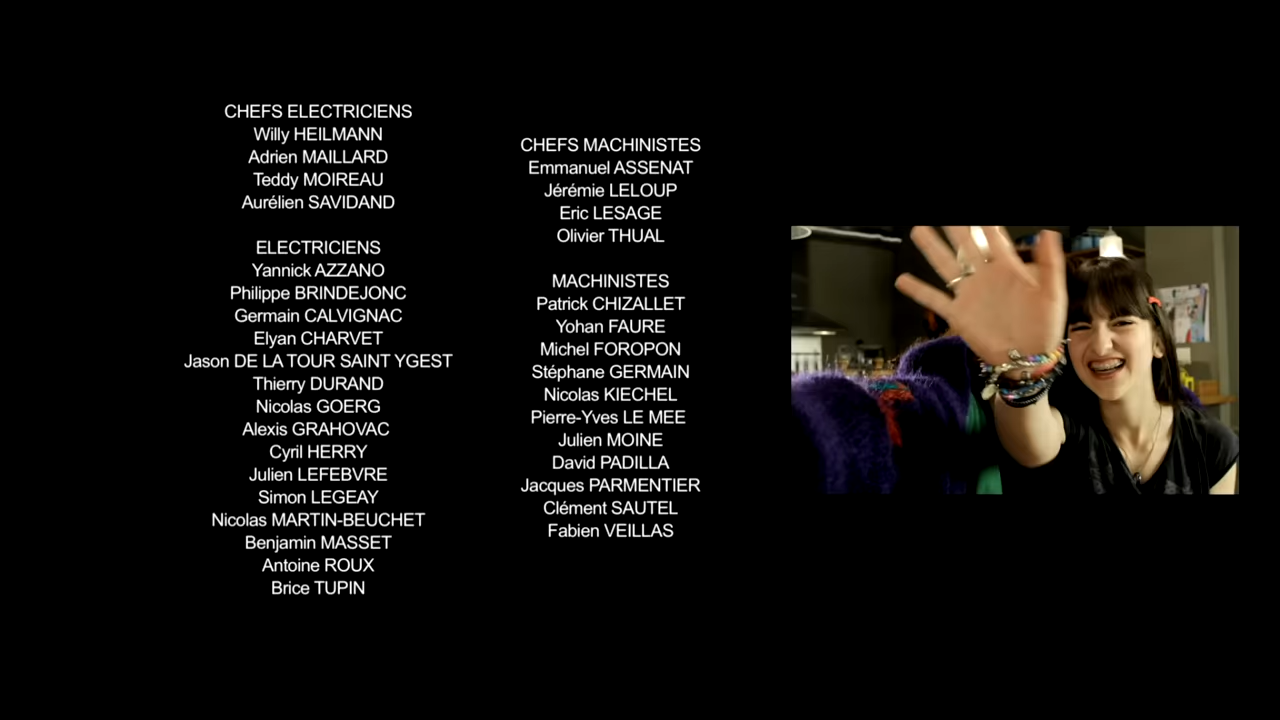 CHEFS ELECTRICIENS
Willy HEILMANN
Adrien MAILLARD
Teddy MOIREAU
Aurélien SAVIDAND
ELECTRICIENS
Yannick AZZANO
Philippe BRINDEJONC
Germain CALVIGNAC
Elyan CHARVET
Jason DE LA TOUR SAINT YGEST
Thierry DURAND
Nicolas GOERG
Alexis GRAHOVAC
Cyril HERRY
Julien LEFEBVRE
Simon LEGEAY
Nicolas MARTIN-BEUCHET
Benjamin MASSET
Antoine ROUX
Brice TUPIN
CHEFS MACHINISTES
Emmanuel ASSENAT
Jérémie LELOUP
Eric LESAGE
Olivier THUAL
MACHINISTES
Patrick CHIZALLET
Yohan FAURE
Michel FOROPON
Stéphane GERMAIN
Nicolas KIECHEL
Pierre-Yves LE MEE
Julien MOINE
David PADILLA
Jacques PARMENTIER
Clément SAUTEL
Fabien VEILLAS